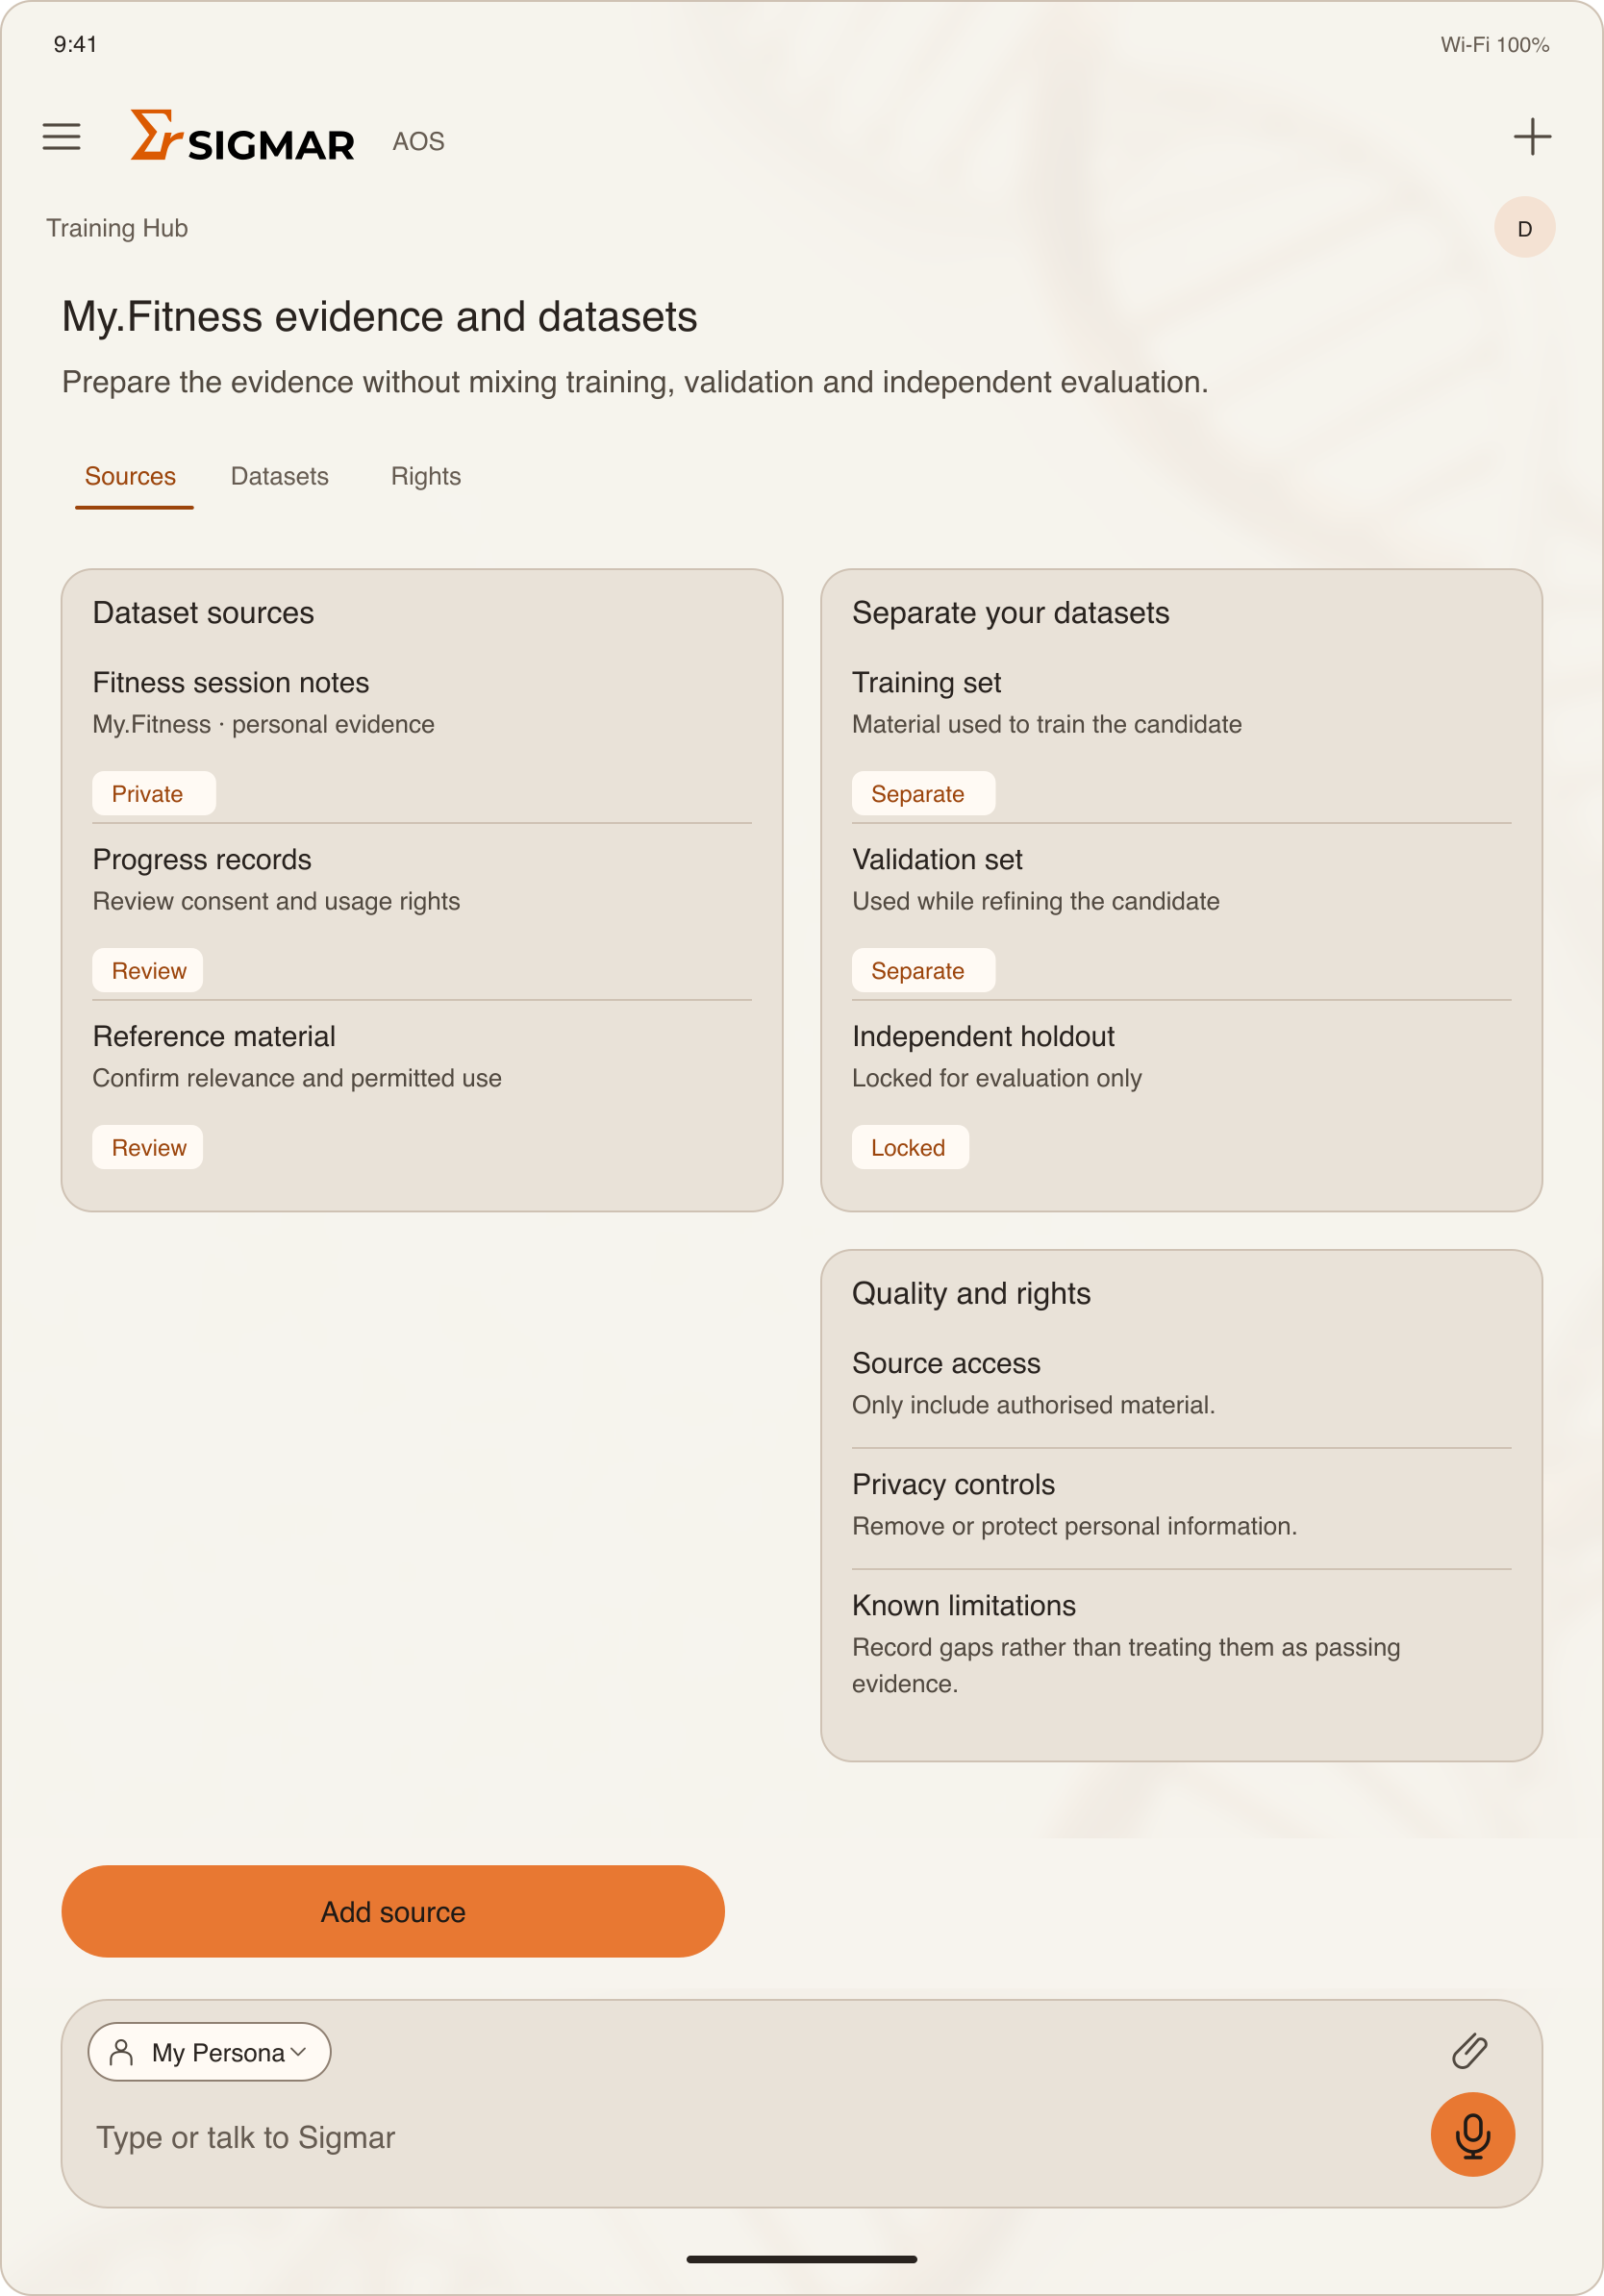 9:41
Wi-Fi 100%
Σr SIGMAR AOS
Training Hub
D
My.Fitness evidence and datasets
Prepare the evidence without mixing training, validation and independent evaluation.
Sources
Datasets
Rights
Dataset sources
Fitness session notes
My.Fitness · personal evidence
Private
Progress records
Review consent and usage rights
Review
Reference material
Confirm relevance and permitted use
Review
Separate your datasets
Training set
Material used to train the candidate
Separate
Validation set
Used while refining the candidate
Separate
Independent holdout
Locked for evaluation only
Locked
Quality and rights
Source access
Only include authorised material.
Privacy controls
Remove or protect personal information.
Known limitations
Record gaps rather than treating them as passing
evidence.
Add source
My Persona
Type or talk to Sigmar